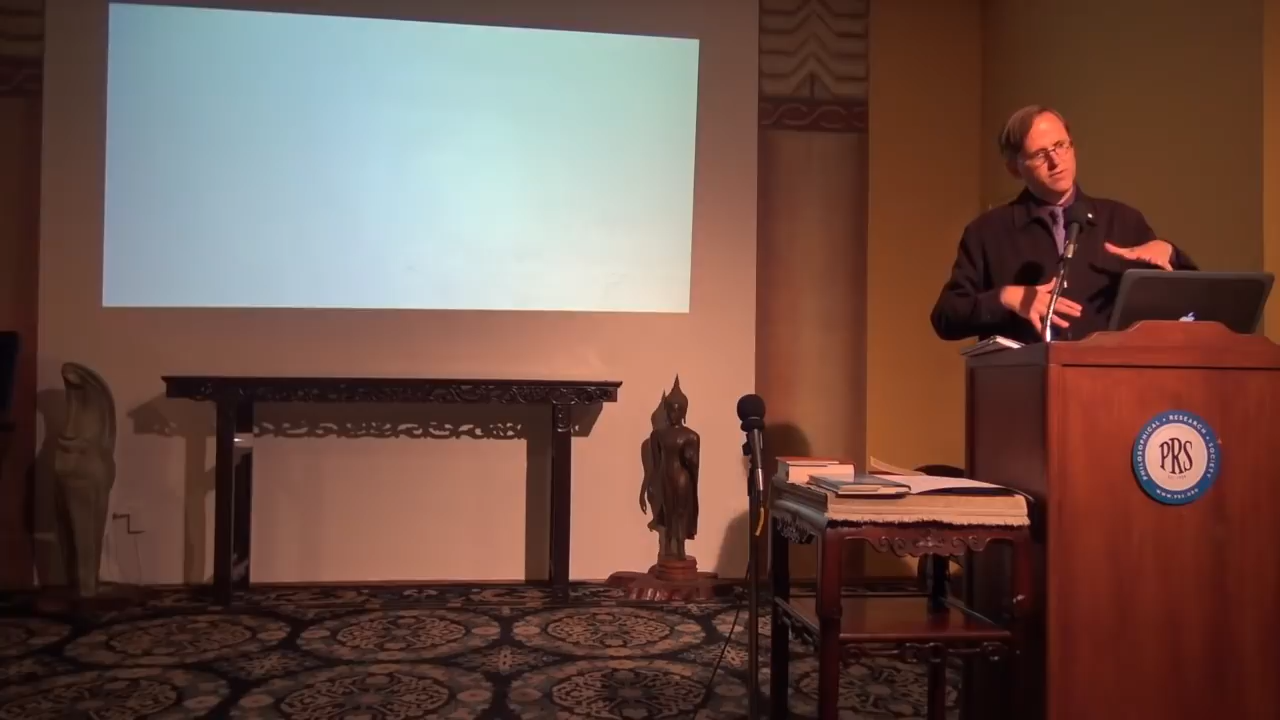 PHILOSOPHICAL • RESEARCH • SOCIETY
PRS
WWW.PRS.ORG